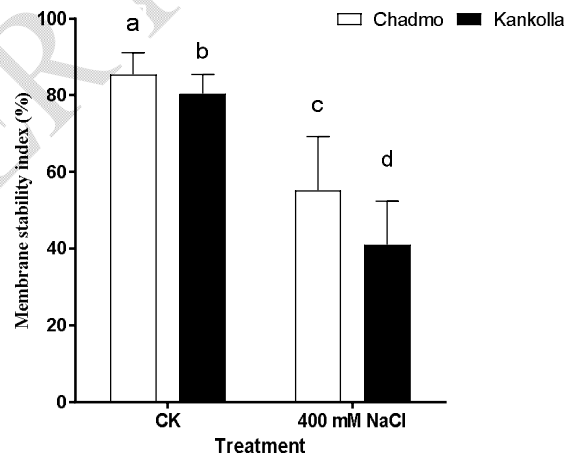 Chadmo Kankolla
Membrane stability index (%)
100
80
60
40
20
0
a
b
c
d
CK 400 mM NaCl
Treatment